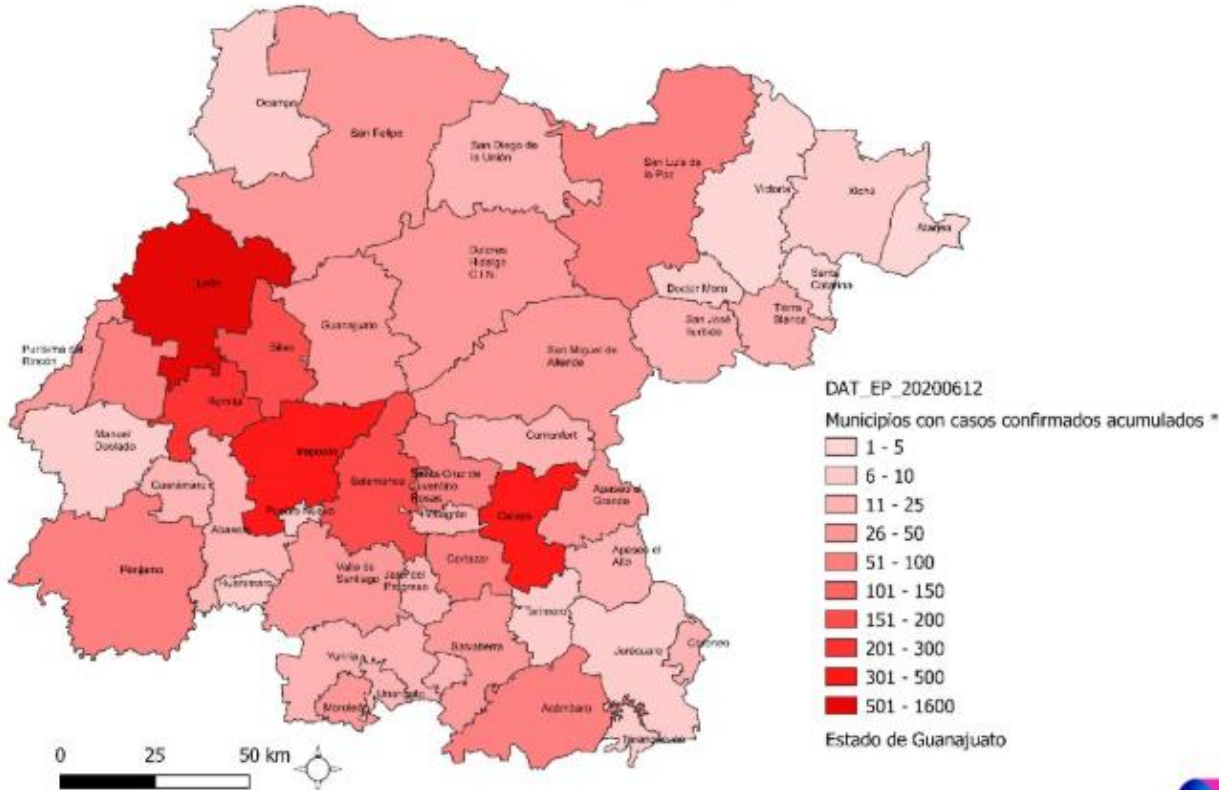 Ocampo
San Felipe
San Diego de
la Unión
San Luis de
la Paz
Victoria
Xichú
Atarjea
León
Dolores
Hidalgo
C.I.N.
Doctor Mora
Santa
Catarina
Guanajuato
San José
Iturbide
Tierra
Blanca
Silao
Purísima del
Rincón
San Miguel de
Allende
Romita
Manuel
Doblado
Irapuato
Comonfort
Salamanca
Santa Cruz de
Juventino
Rosas
Cuerámaro
Pueblo Nuevo
Villagrán
Celaya
Apaseo el
Grande
Abasolo
Cortazar
Apaseo el
Alto
Pénjamo
Huanímaro
Valle de
Santiago
Jaral del
Progreso
Tarimoro
Salvatierra
Jerécuaro
Coroneo
Yuriria
Uriangato
Moroleón
Acámbaro
Tarandacuao
DAT_EP_20200612
Municipios con casos confirmados acumulados *
1 - 5
6 - 10
11 - 25
26 - 50
51 - 100
101 - 150
151 - 200
201 - 300
301 - 500
501 - 1600
Estado de Guanajuato
0 25 50 km